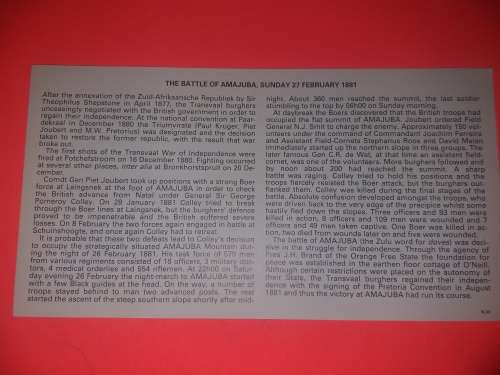 THE BATTLE OF AMAJUBA, SUNDAY 27 FEBRUARY 1881
After the annexation of the Zuid-Afrikaansche Republiek by Sir
Theophilus Shepstone in April 1877, the Transvaal burghers
unceasingly negotiated with the British government in order to
regain their independence. At the national convention at Paar-
dekraal in December 1880 the Triumvirate (Paul Kruger, Piet
Joubert and M.W. Pretorius) was designated and the decision
taken to restore the former republic, with the result that war
broke out.
The first shots of the Transvaal War of Independence were
fired at Potchefstroom on 16 December 1880. Fighting occurred
at several other places, inter alia at Bronkhorstspruit on 20 De-
cember.
Comdt Gen Piet Joubert took up positions with a strong Boer
force at Laingsnek at the foot of AMAJUBA in order to check
the British advance from Natal under General Sir George
Pomeroy Colley. On 28 January 1881 Colley tried to break
through the Boer lines at Laingsnek, but the burghers' defence
proved to be impenetrable and the British suffered severe
losses. On 8 February the two forces again engaged in battle at
Schuinshoogte, and once again Colley had to retreat.
It is probable that these two defeats lead to Colley's decision
to occupy the strategically situated AMAJUBA Mountain dur-
ing the night of 26 February 1881. His task force of 570 men
from various regiments consisted of 18 officers, 3 military doc-
tors, 4 medical orderlies and 554 riflemen. At 22h00 on Satur-
day evening 26 February the night-march to AMAJUBA started
with a few Black guides at the head. On the way, a number of
troops stayed behind to man two advanced posts. The rest
started the ascent of the steep southern slope shortly after mid-
night. About 360 men reached the summit, the last soldier
stumbling to the top by 06h00 on Sunday morning.
At daybreak the Boers discovered that the British troops had
occupied the flat summit of AMAJUBA. Joubert ordered Field
General N.J. Smit to charge the enemy. Approximately 150 vol-
unteers under the command of Commandant Joachim Ferreira
and Assistant Field-Cornets Stephanus Roos and David Malan
immediately started up the northern slope in three groups. The
later famous Gen C.R. de Wet, at that time an assistant field-
cornet, was one of the volunteers. More burghers followed and
by noon about 200 had reached the summit. A sharp
battle was raging. Colley tried to hold his positions and the
troops fiercely resisted the Boer attack, but the burghers out-
flanked them. Colley was killed during the final stages of the
battle. Absolute confusion developed amongst the troops, who
were driven back to the very edge of the precipice whilst some
hastily fled down the slopes. Three officers and 93 men were
killed in action, 8 officers and 109 men were wounded and 7
officers and 49 men taken captive. One Boer was killed in ac-
tion, two died from wounds later on and five were wounded.
The battle of AMAJUBA (the Zulu word for doves) was deci-
sive in the struggle for independence. Through the agency of
Pres J.H. Brand of the Orange Free State the foundation for
peace was established in the earthen floor cottage of O'Neill.
Although certain restrictions were placed on the autonomy of
their State, the Transvaal burghers regained their indepen-
dence with the signing of the Pretoria Convention in August
1881 and thus the victory at AMAJUBA had run its course.